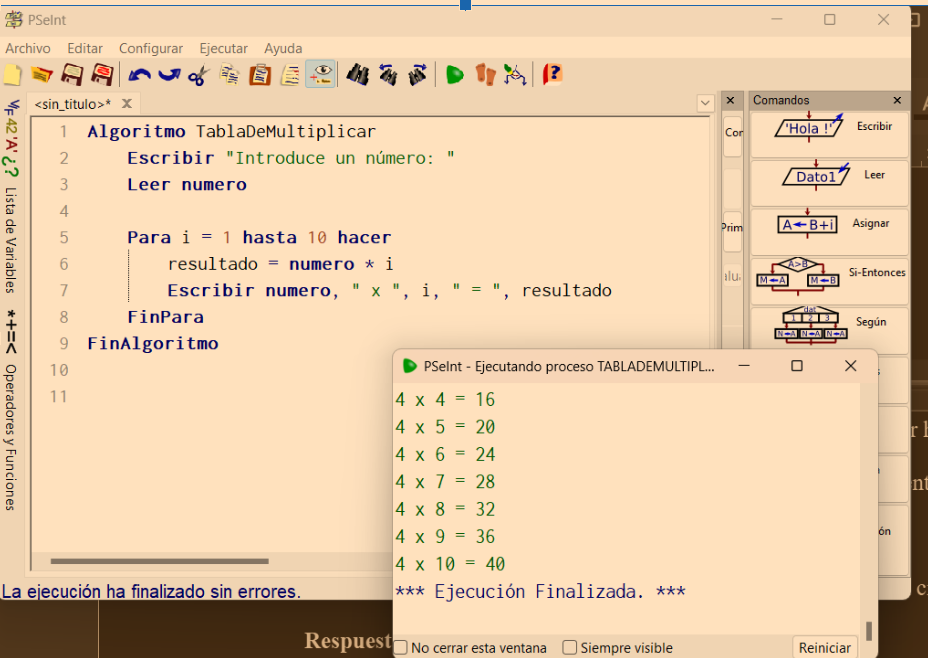 PSeInt
Archivo Editar Configurar Ejecutar Ayuda
<sin_titulo>* X
1 Algoritmo TablaDeMultiplicar
2 Escribir "Introduce un número: "
3 Leer numero
4
5 Para i = 1 hasta 10 hacer
6 resultado = numero * i
7 Escribir numero, " x ", i, " = ", resultado
8 FinPara
9 FinAlgoritmo
10
11
42 'A' ¿?
Lista de Variables
*+=<
Operadores y Funciones
Cor
Prim
Comandos
'Hola !' Escribir
Dato1 Leer
A←B+i Asignar
A>B
M←A M←B
Si-Entonces
dat
1 2 3
N←A N←A N←A
Según
ón
PSeInt - Ejecutando proceso TABLADEMULTIPL...
4 x 4 = 16
4 x 5 = 20
4 x 6 = 24
4 x 7 = 28
4 x 8 = 32
4 x 9 = 36
4 x 10 = 40
*** Ejecución Finalizada. ***
No cerrar esta ventana Siempre visible Reiniciar
La ejecución ha finalizado sin errores.
Respuest